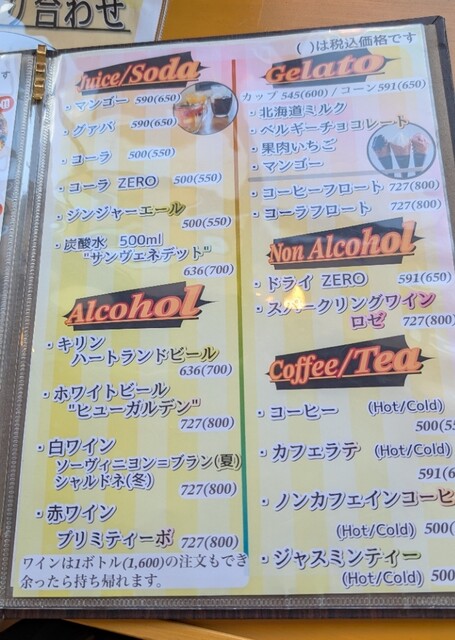 り合わせ
Juice/Soda
・マンゴー 590(650)
・グァバ 590(650)
・コーラ 500(550)
・コーラ ZERO 500(550)
・ジンジャーエール
500(550)
・炭酸水 500ml
"サンヴェネデット"
636(700)
Alcohol
・キリン
ハートランドビール
636(700)
・ホワイトビール
"ヒューガルデン"
727(800)
・白ワイン
ソーヴィニヨン=ブラン(夏)
シャルドネ(冬) 727(800)
・赤ワイン
プリミティーボ 727(800)
ワインは1ボトル(1,600)の注文もでき
余ったら持ち帰れます。
( )は税込価格です
Gelato
カップ 545(600) / コーン591(650)
・北海道ミルク
・ベルギーチョコレート
・果肉いちご
・マンゴー
・コーヒーフロート 727(800)
・コーラフロート 727(800)
Non Alcohol
・ドライ ZERO 591(650)
・スパークリングワイン
ロゼ 727(800)
Coffee/Tea
・コーヒー (Hot/Cold)
500(55
・カフェラテ (Hot/Cold)
591(6
・ノンカフェインコーヒー
(Hot/Cold) 500(
・ジャスミンティー
(Hot/Cold) 500